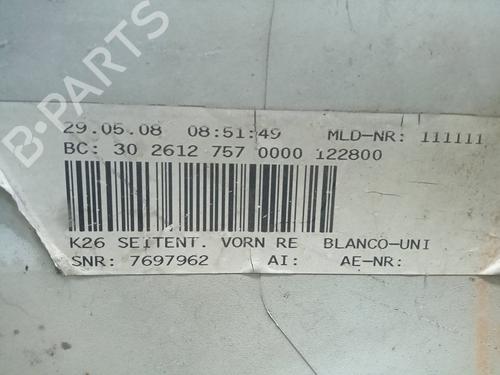 B-PARTS
29.05.08 08:51:49 MLD-NR: 111111
BC: 30 2612 757 0000 122800
K26 SEITENT. VORN RE BLANCO-UNI
SNR: 7697962 AI: AE-NR: